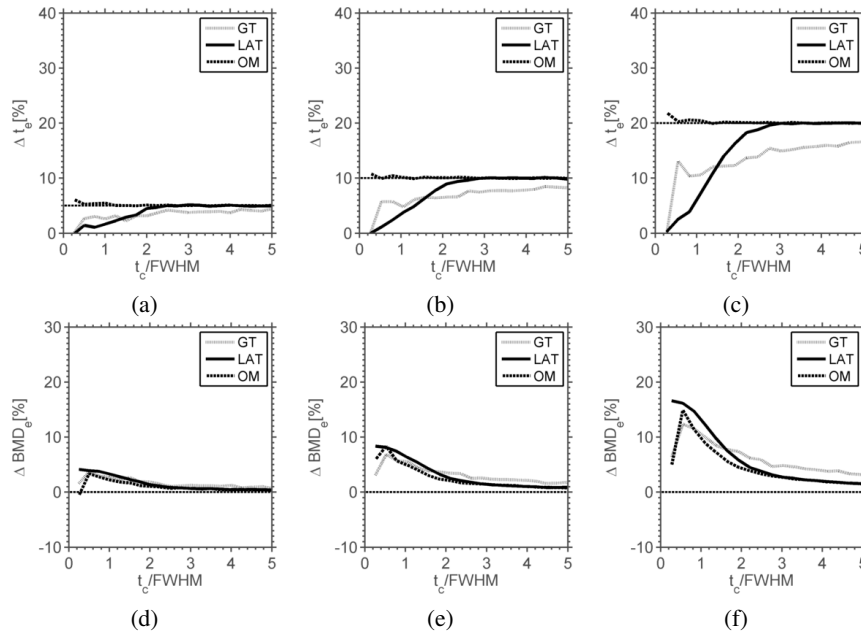 40
30
20
10
0
Δ t_e[%]
GT
LAT
OM
0 1 2 3 4 5
t_c/FWHM
(a)
40
30
20
10
0
Δ t_e[%]
GT
LAT
OM
0 1 2 3 4 5
t_c/FWHM
(b)
40
30
20
10
0
Δ t_e[%]
GT
LAT
OM
0 1 2 3 4 5
t_c/FWHM
(c)
30
20
10
0
-10
Δ BMD_e[%]
GT
LAT
OM
0 1 2 3 4 5
t_c/FWHM
(d)
30
20
10
0
-10
Δ BMD_e[%]
GT
LAT
OM
0 1 2 3 4 5
t_c/FWHM
(e)
30
20
10
0
-10
Δ BMD_e[%]
GT
LAT
OM
0 1 2 3 4 5
t_c/FWHM
(f)